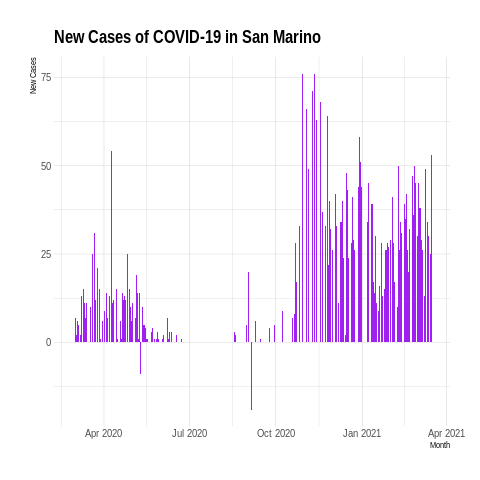 New Cases of COVID-19 in San Marino
New Cases
75
50
25
0
Apr 2020 Jul 2020 Oct 2020 Jan 2021 Apr 2021
Month